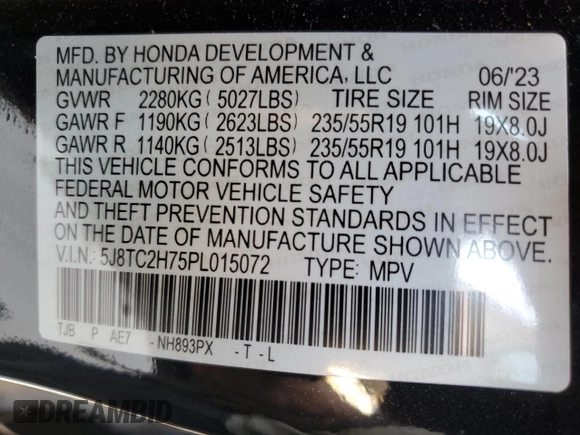 MFD. BY HONDA DEVELOPMENT &
MANUFACTURING OF AMERICA, LLC 06/'23
GVWR 2280KG ( 5027LBS) TIRE SIZE RIM SIZE
GAWR F 1190KG ( 2623LBS) 235/55R19 101H 19X8.0J
GAWR R 1140KG ( 2513LBS) 235/55R19 101H 19X8.0J
THIS VEHICLE CONFORMS TO ALL APPLICABLE
FEDERAL MOTOR VEHICLE SAFETY
AND THEFT PREVENTION STANDARDS IN EFFECT
ON THE DATE OF MANUFACTURE SHOWN ABOVE.
V.I.N.: 5J8TC2H75PL015072 TYPE: MPV
TJB__P AE7 - NH893PX - T - L
DREAMBID